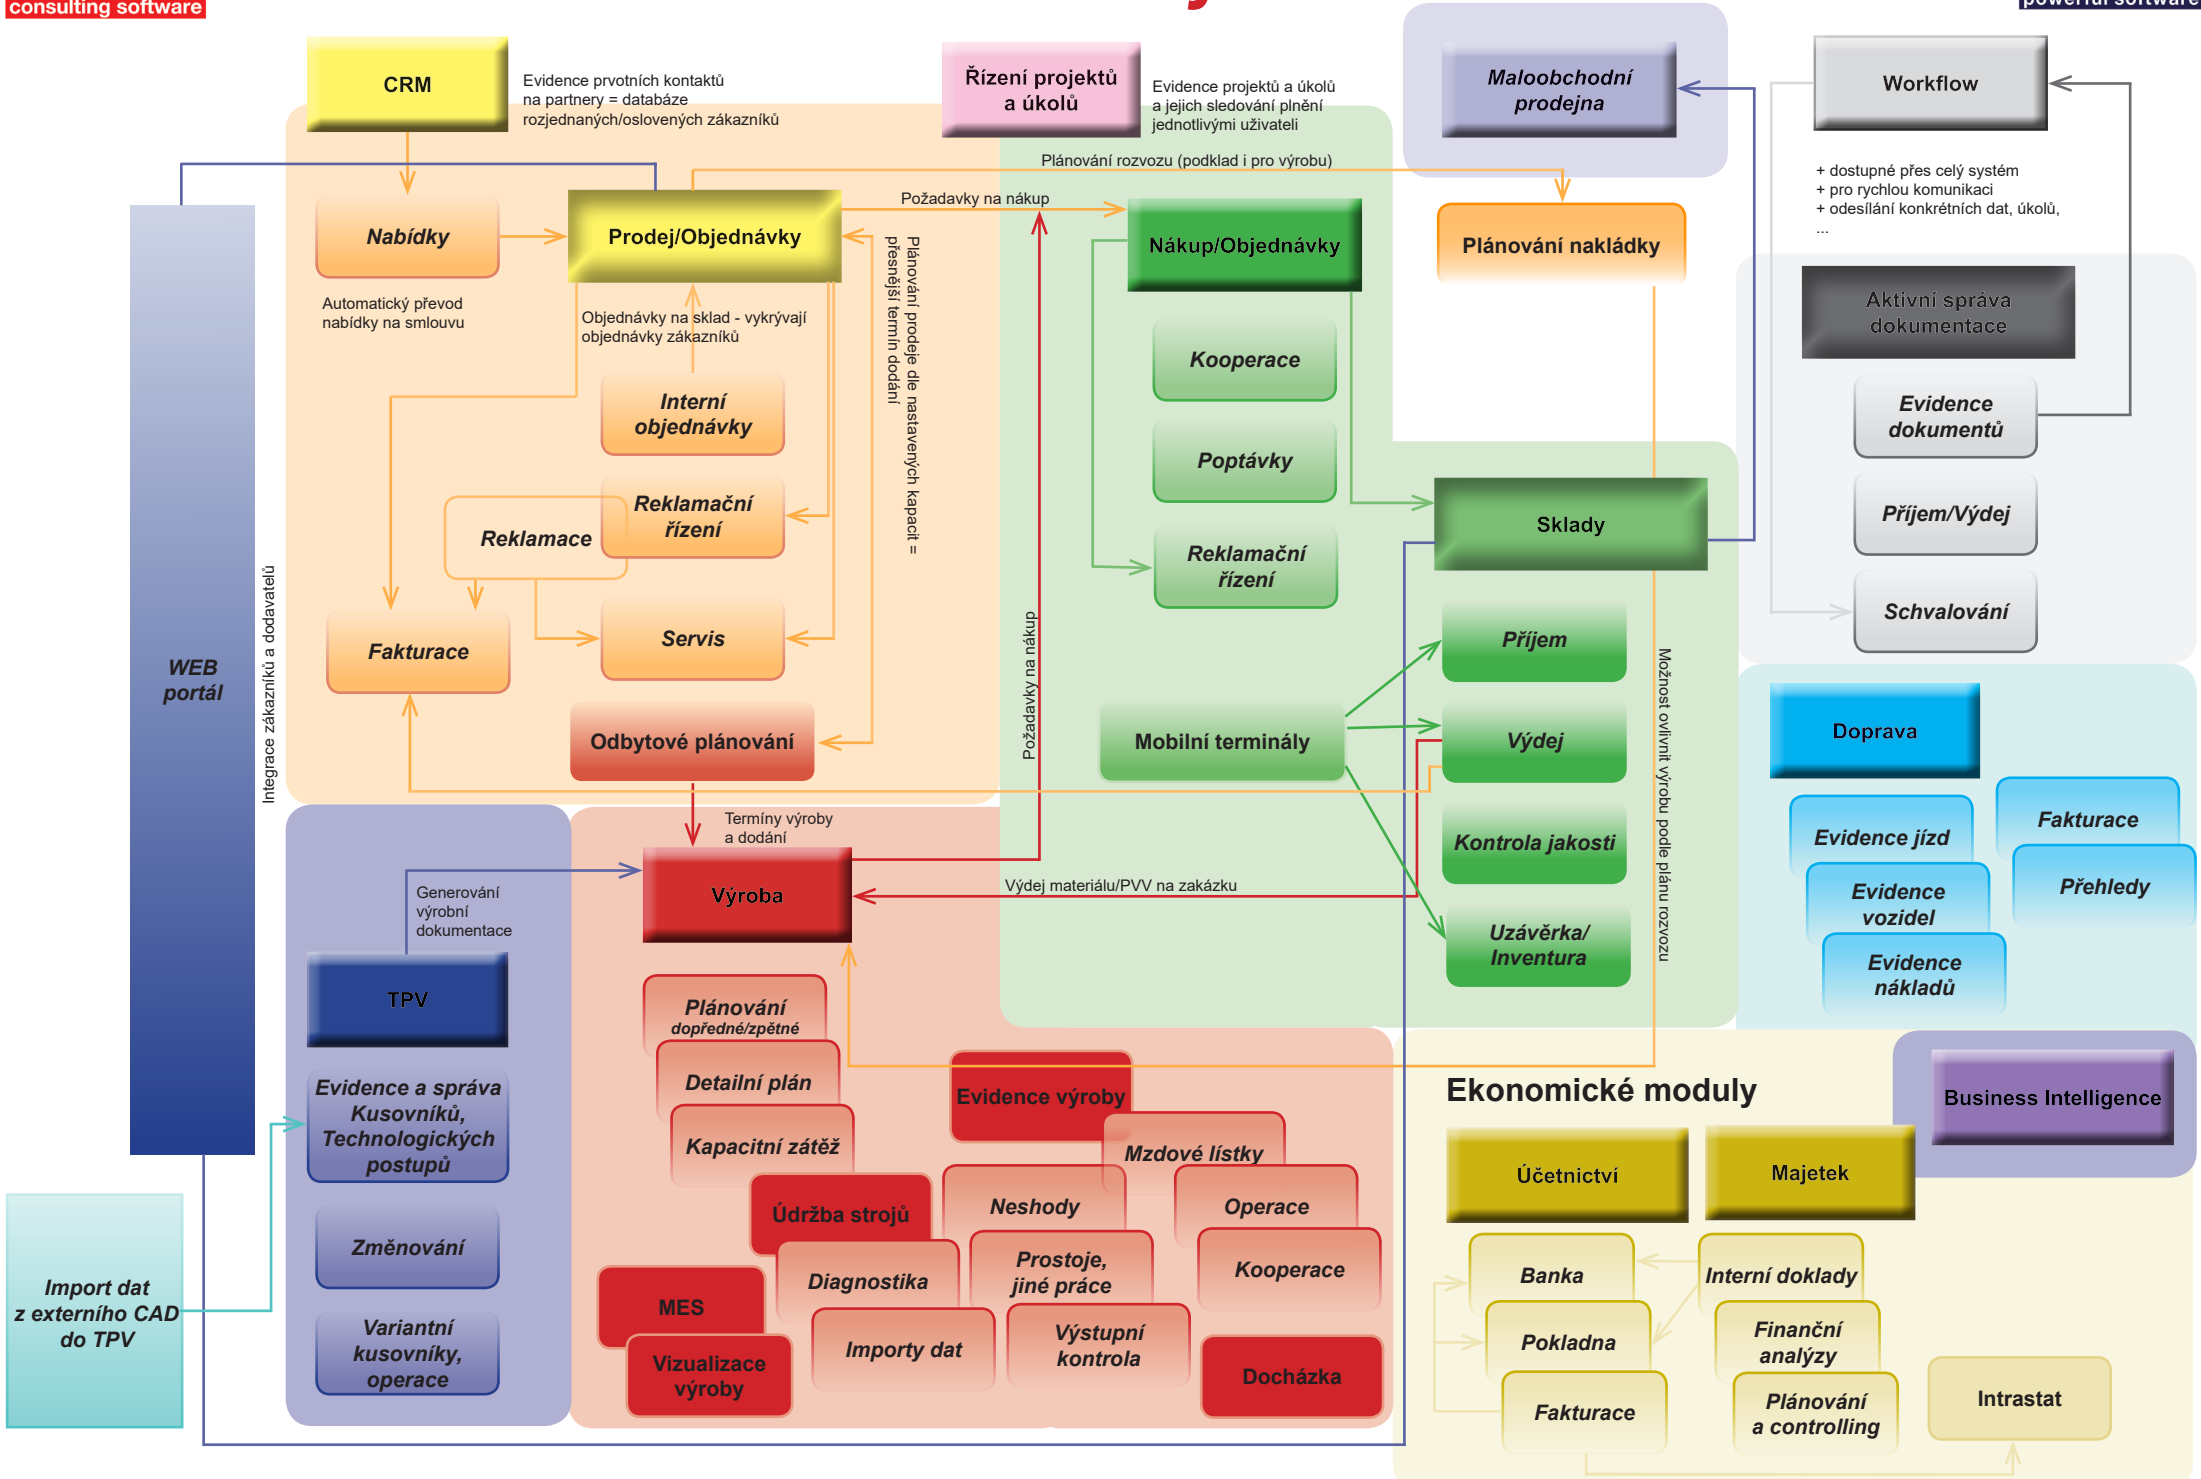 consulting software
powerful software
CRM
Evidence prvotních kontaktů
na partnery = databáze
rozjednaných/oslovených zákazníků
Řízení projektů
a úkolů
Evidence projektů a úkolů
a jejich sledování plnění
jednotlivými uživateli
Maloobchodní
prodejna
Workflow
+ dostupné přes celý systém
+ pro rychlou komunikaci
+ odesílání konkrétních dat, úkolů,
...
Plánování rozvozu (podklad i pro výrobu)
Požadavky na nákup
Nabídky
Prodej/Objednávky
Nákup/Objednávky
Plánování nakládky
Automatický převod
nabídky na smlouvu
Objednávky na sklad - vykrývají
objednávky zákazníků
Plánování prodeje dle nastavených kapacit =
přesnější termín dodání
Aktivní správa
dokumentace
Interní
objednávky
Kooperace
Evidence
dokumentů
Poptávky
Reklamační
řízení
Reklamace
Sklady
Příjem/Výdej
Reklamační
řízení
Schvalování
Fakturace
Servis
Příjem
WEB
portál
Integrace zákazníků a dodavatelů
Požadavky na nákup
Možnost ovlivnit výrobu podle plánu rozvozu
Odbytové plánování
Mobilní terminály
Výdej
Doprava
Termíny výroby
a dodání
Kontrola jakosti
Evidence jízd
Fakturace
Evidence
vozidel
Přehledy
Evidence
nákladů
Výroba
Výdej materiálu/PVV na zakázku
Generování
výrobní
dokumentace
Uzávěrka/
Inventura
TPV
Plánování
dopředné/zpětné
Detailní plán
Kapacitní zátěž
Evidence výroby
Mzdové lístky
Ekonomické moduly
Business Intelligence
Evidence a správa
Kusovníků,
Technologických
postupů
Účetnictví
Majetek
Údržba strojů
Neshody
Operace
Změnování
Diagnostika
Prostoje,
jiné práce
Kooperace
Banka
Interní doklady
Import dat
z externího CAD
do TPV
MES
Importy dat
Výstupní
kontrola
Pokladna
Finanční
analýzy
Variantní
kusovníky,
operace
Vizualizace
výroby
Docházka
Fakturace
Plánování
a controlling
Intrastat